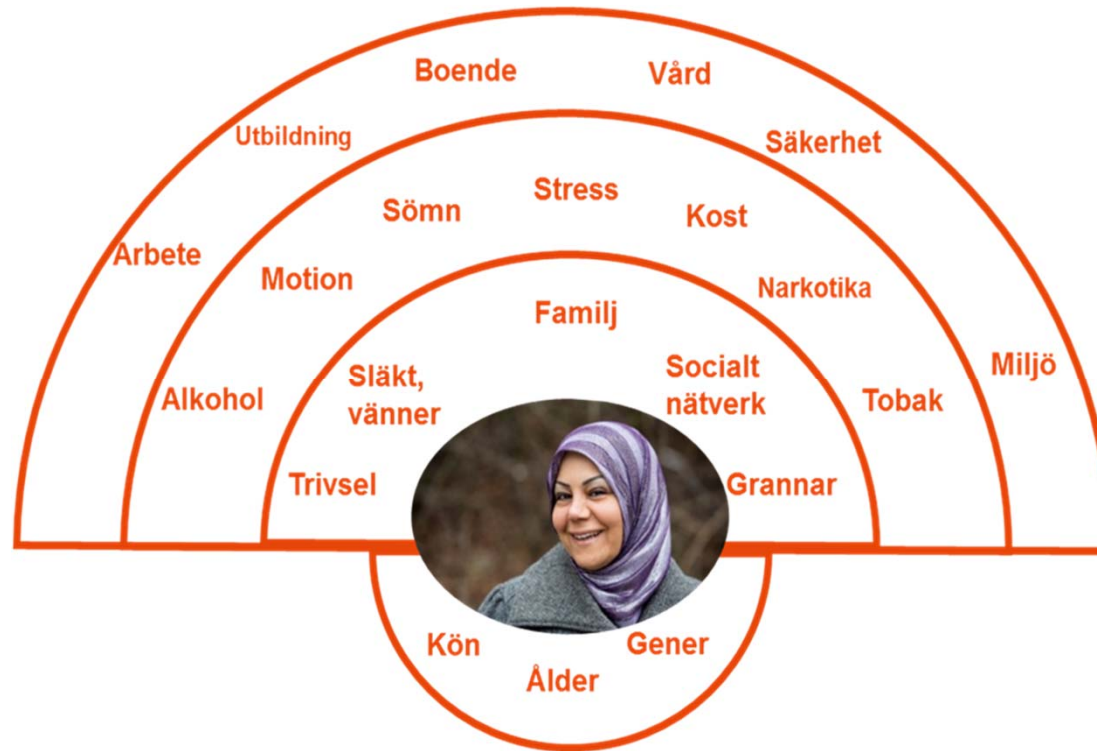 Boende
Vård
Utbildning
Säkerhet
Arbete
Miljö
Stress
Sömn
Kost
Motion
Narkotika
Alkohol
Tobak
Familj
Släkt,
vänner
Socialt
nätverk
Trivsel
Grannar
Kön
Gener
Ålder